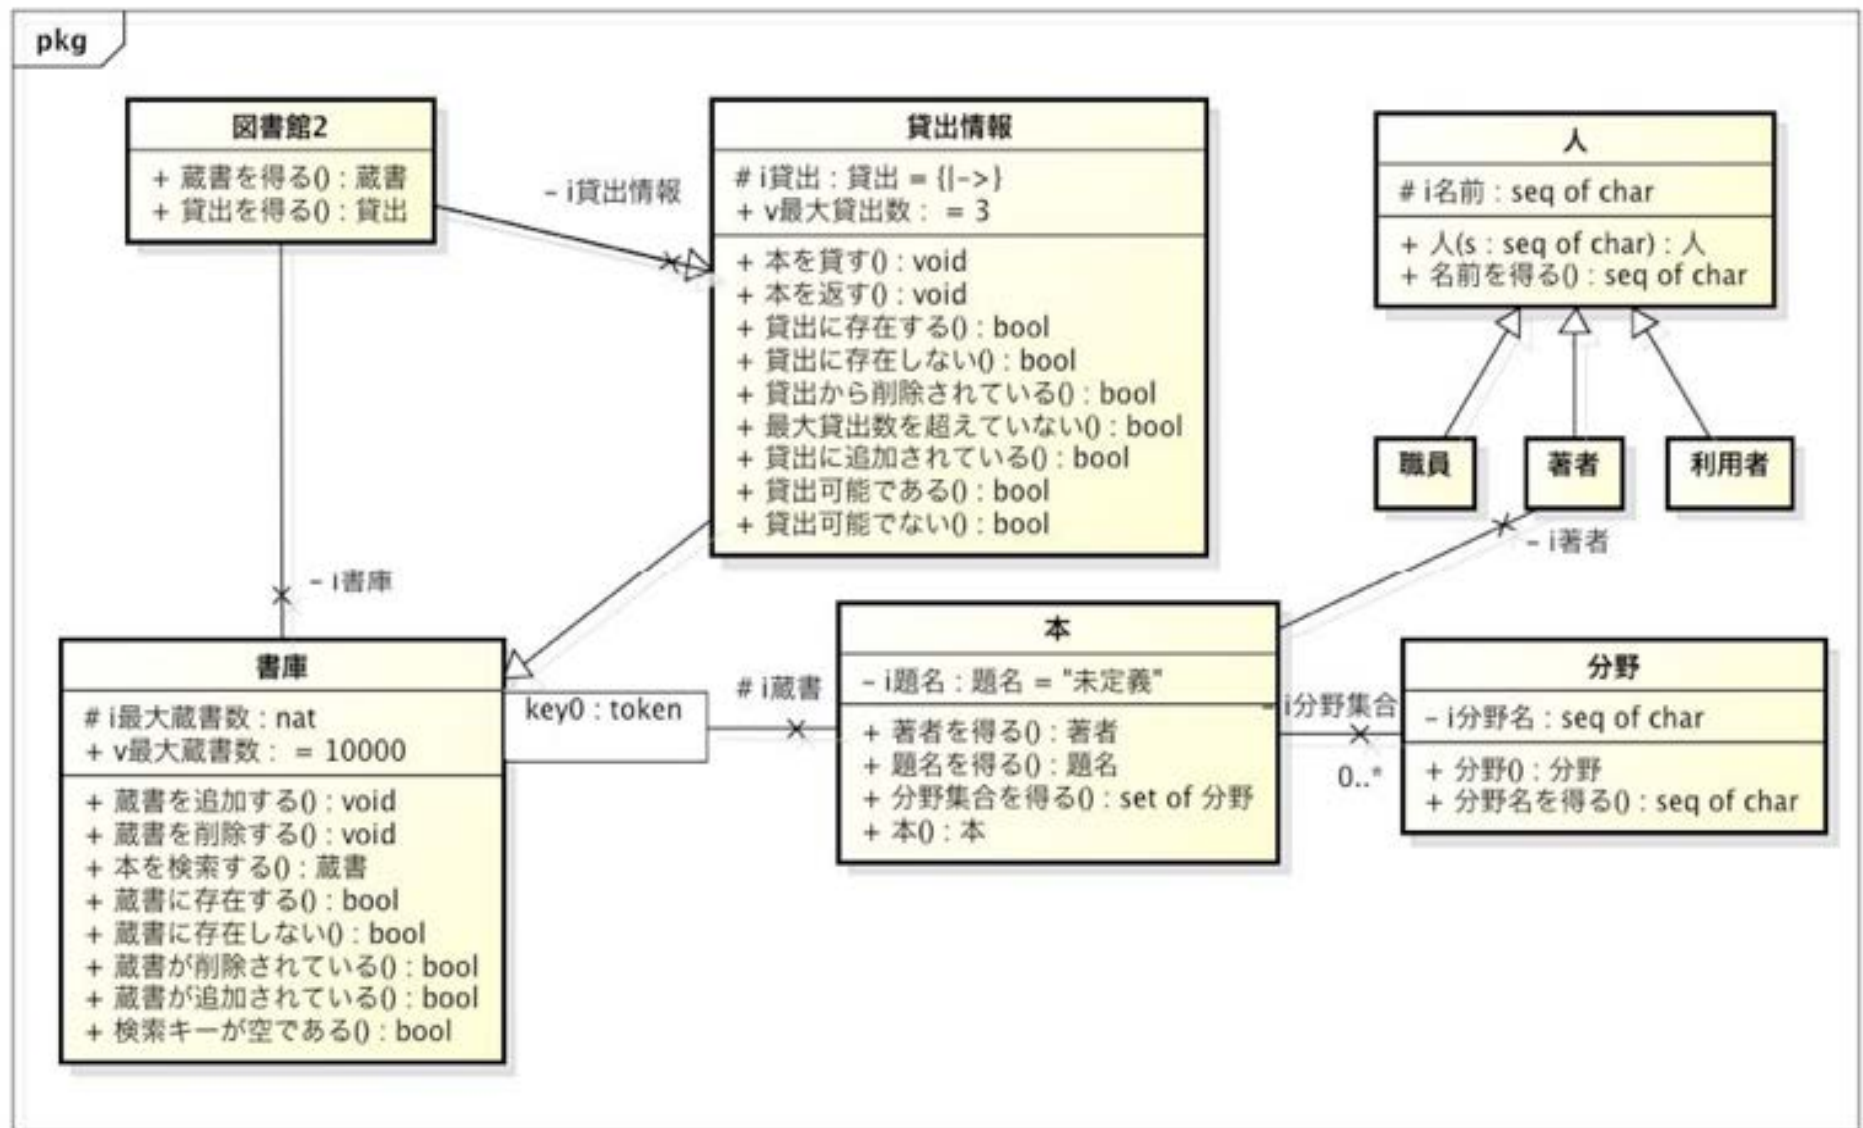 pkg
図書館2
+ 蔵書を得る() : 蔵書
+ 貸出を得る() : 貸出
- i貸出情報
貸出情報
# i貸出 : 貸出 = {|->}
+ v最大貸出数 : = 3
+ 本を貸す() : void
+ 本を返す() : void
+ 貸出に存在する() : bool
+ 貸出に存在しない() : bool
+ 貸出から削除されている() : bool
+ 最大貸出数を超えていない() : bool
+ 貸出に追加されている() : bool
+ 貸出可能である() : bool
+ 貸出可能でない() : bool
人
# i名前 : seq of char
+ 人(s : seq of char) : 人
+ 名前を得る() : seq of char
職員
著者
利用者
- i著者
- i書庫
書庫
# i最大蔵書数 : nat
+ v最大蔵書数 : = 10000
+ 蔵書を追加する() : void
+ 蔵書を削除する() : void
+ 本を検索する() : 蔵書
+ 蔵書に存在する() : bool
+ 蔵書に存在しない() : bool
+ 蔵書が削除されている() : bool
+ 蔵書が追加されている() : bool
+ 検索キーが空である() : bool
key0 : token
# i蔵書
本
- i題名 : 題名 = "未定義"
+ 著者を得る() : 著者
+ 題名を得る() : 題名
+ 分野集合を得る() : set of 分野
+ 本() : 本
- i分野集合
0..*
分野
- i分野名 : seq of char
+ 分野() : 分野
+ 分野名を得る() : seq of char